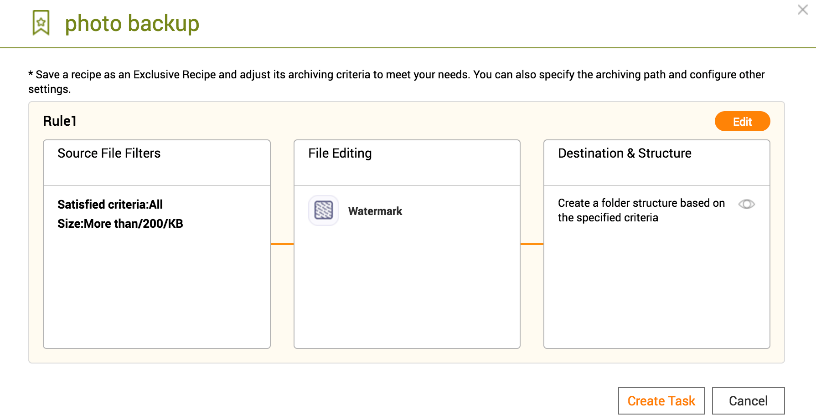 photo backup
* Save a recipe as an Exclusive Recipe and adjust its archiving criteria to meet your needs. You can also specify the archiving path and configure other
settings.
Rule1
Edit
Source File Filters
Satisfied criteria:All
Size:More than/200/KB
File Editing
Watermark
Destination & Structure
Create a folder structure based on
the specified criteria
Create Task
Cancel